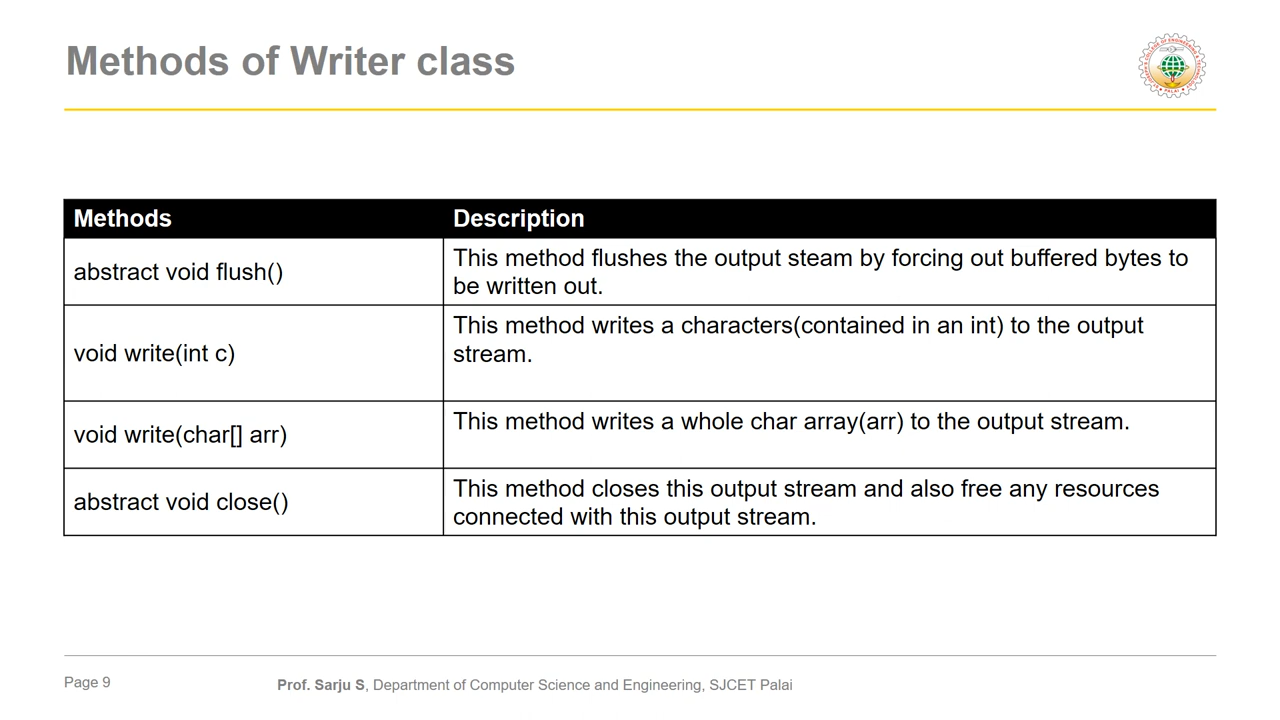 Methods of Writer class
Methods
Description
abstract void flush()
This method flushes the output steam by forcing out buffered bytes to
be written out.
void write(int c)
This method writes a characters(contained in an int) to the output
stream.
void write(char[] arr)
This method writes a whole char array(arr) to the output stream.
abstract void close()
This method closes this output stream and also free any resources
connected with this output stream.
Page 9
Prof. Sarju S, Department of Computer Science and Engineering, SJCET Palai